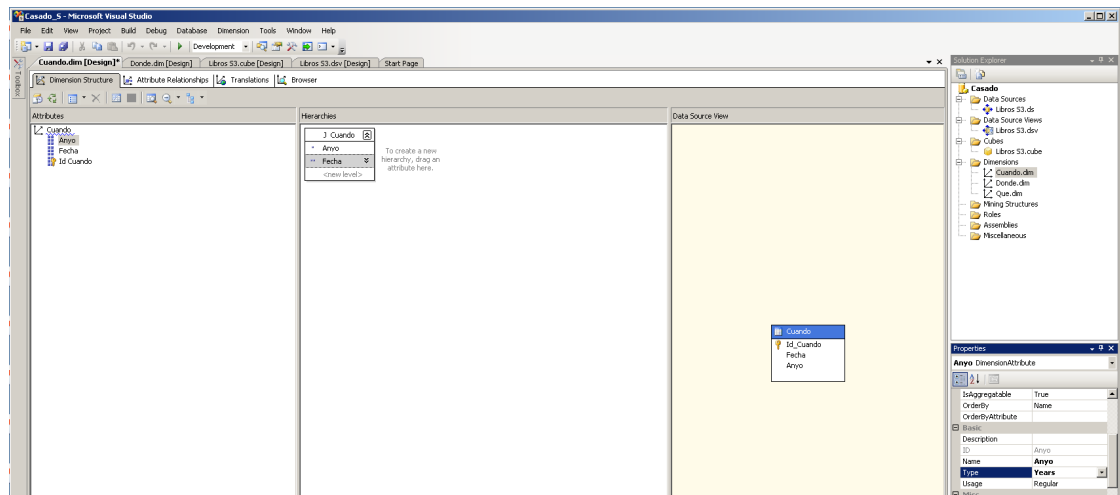 Casado_S - Microsoft Visual Studio
File Edit View Project Build Debug Database Dimension Tools Window Help
Development
Cuando.dim [Design]* Donde.dim [Design] Libros S3.cube [Design] Libros S3.dsv [Design] Start Page
Toolbox
Dimension Structure Attribute Relationships Translations Browser
Attributes
Cuando
Anyo
Fecha
Id Cuando
Hierarchies
J Cuando
Anyo
Fecha
<new level>
To create a new
hierarchy, drag an
attribute here.
Data Source View
Cuando
Id_Cuando
Fecha
Anyo
Solution Explorer
Casado
Data Sources
Libros S3.ds
Data Source Views
Libros S3.dsv
Cubes
Libros S3.cube
Dimensions
Cuando.dim
Donde.dim
Que.dim
Mining Structures
Roles
Assemblies
Miscellaneous
Properties
Anyo DimensionAttribute
IsAggregatable True
OrderBy Name
OrderByAttribute
Basic
Description
ID Anyo
Name Anyo
Type Years
Usage Regular
Misc